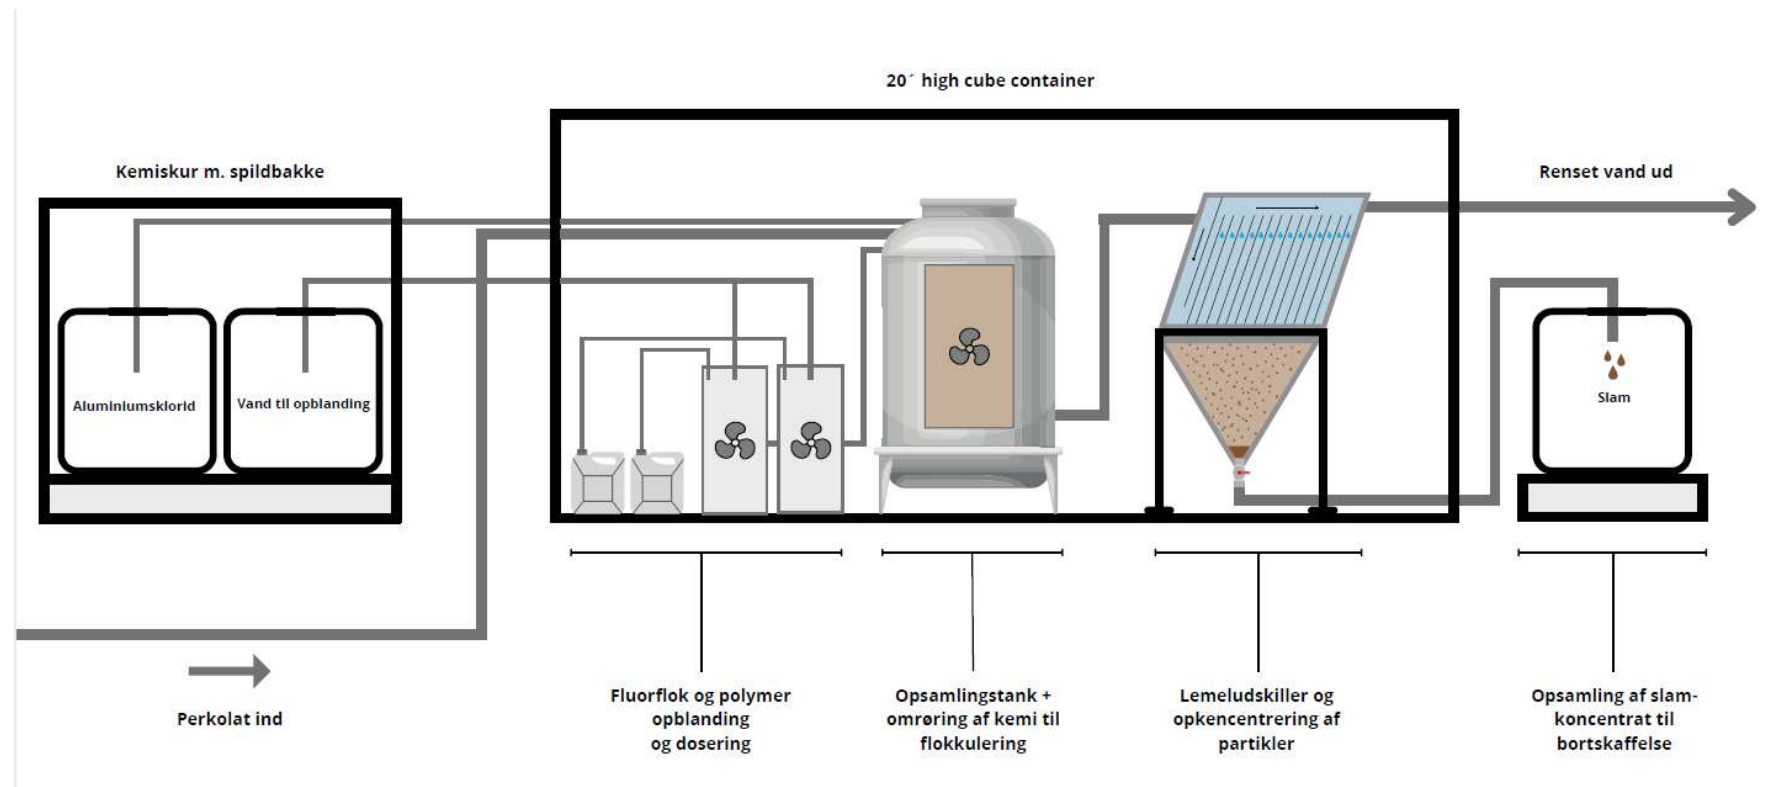 20´ high cube container
Kemiskur m. spildbakke
Renset vand ud
Aluminiumsklorid
Vand til opblanding
Slam
Perkolat ind
Fluorflok og polymer
opblanding
og dosering
Opsamlingstank +
omrøring af kemi til
flokkulering
Lemeludskiller og
opkencentrering af
partikler
Opsamling af slam-
koncentrat til
bortskaffelse